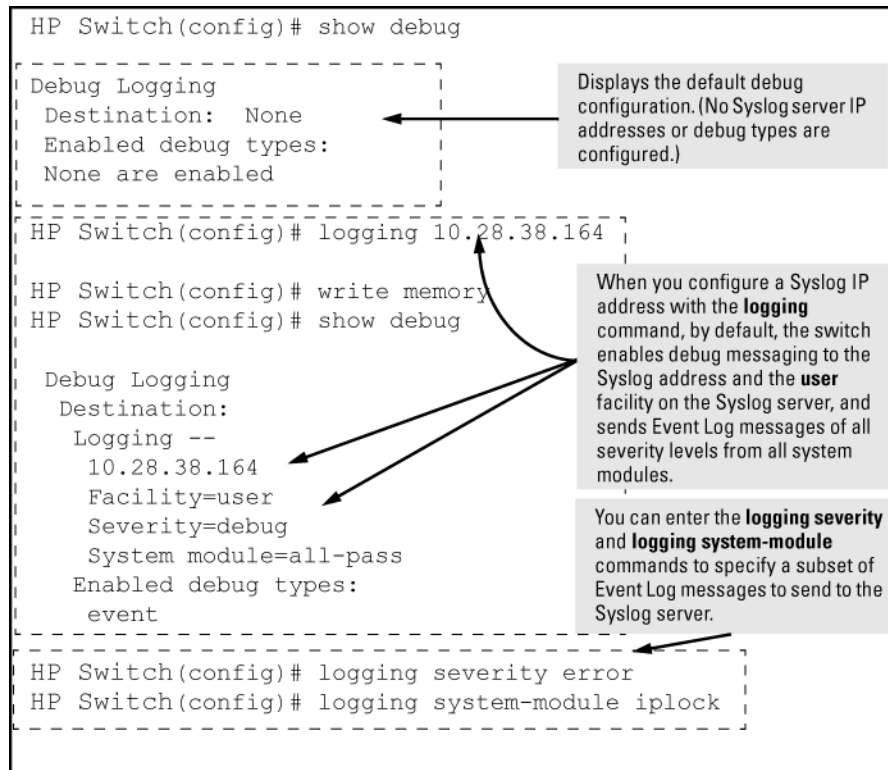 HP Switch(config)# show debug
Debug Logging
Destination: None
Enabled debug types:
None are enabled
Displays the default debug
configuration. (No Syslog server IP
addresses or debug types are
configured.)
HP Switch(config)# logging 10.28.38.164
HP Switch(config)# write memory
HP Switch(config)# show debug
Debug Logging
Destination:
Logging --
10.28.38.164
Facility=user
Severity=debug
System module=all-pass
Enabled debug types:
event
When you configure a Syslog IP
address with the logging
command, by default, the switch
enables debug messaging to the
Syslog address and the user
facility on the Syslog server, and
sends Event Log messages of all
severity levels from all system
modules.
You can enter the logging severity
and logging system-module
commands to specify a subset of
Event Log messages to send to the
Syslog server.
HP Switch(config)# logging severity error
HP Switch(config)# logging system-module iplock